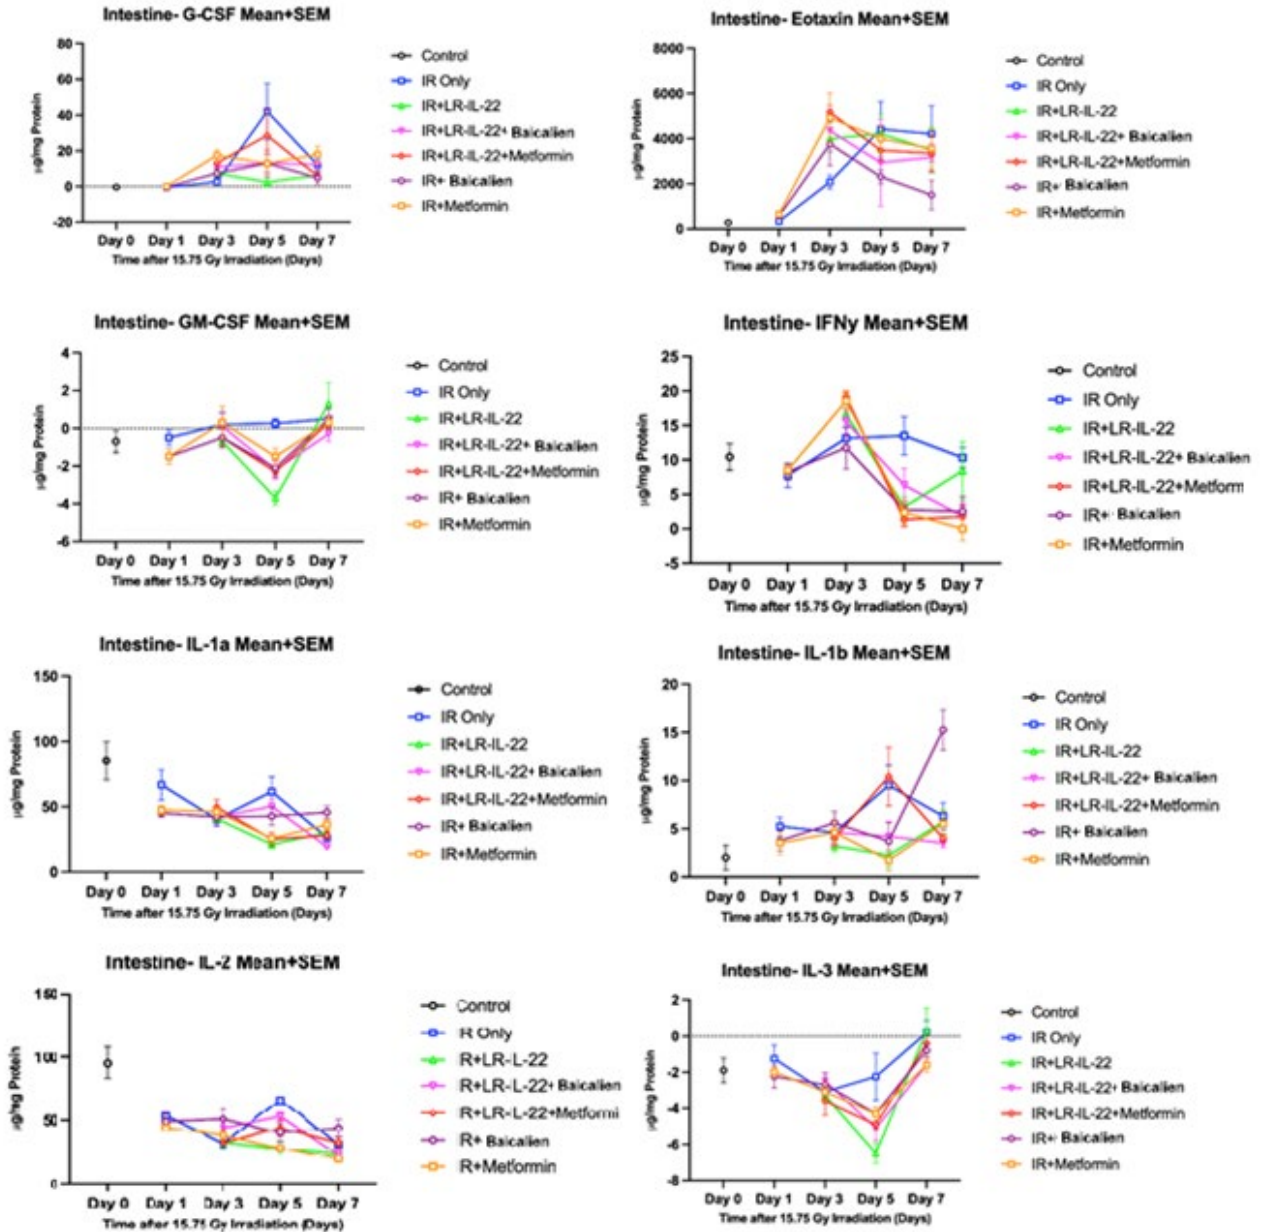 Intestine- G-CSF Mean+SEM
80
60
40
20
0
-20
µg/mg Protein
Day 0 Day 1 Day 3 Day 5 Day 7
Time after 15.75 Gy Irradiation (Days)
Control
IR Only
IR+LR-IL-22
IR+LR-IL-22+ Baicalien
IR+LR-IL-22+Metformin
IR+ Baicalien
IR+Metformin
Intestine- Eotaxin Mean+SEM
8000
6000
4000
2000
0
µg/mg Protein
Day 0 Day 1 Day 3 Day 5 Day 7
Time after 15.75 Gy Irradiation (Days)
Control
IR Only
IR+LR-IL-22
IR+LR-IL-22+ Baicalien
IR+LR-IL-22+Metformin
IR+ Baicalien
IR+Metformin
Intestine- GM-CSF Mean+SEM
4
2
0
-2
-4
-6
µg/mg Protein
Day 0 Day 1 Day 3 Day 5 Day 7
Time after 15.75 Gy Irradiation (Days)
Control
IR Only
IR+LR-IL-22
IR+LR-IL-22+ Baicalien
IR+LR-IL-22+Metformin
IR+ Baicalien
IR+Metformin
Intestine- IFNy Mean+SEM
25
20
15
10
5
0
-5
µg/mg Protein
Day 0 Day 1 Day 3 Day 5 Day 7
Time after 15.75 Gy Irradiation (Days)
Control
IR Only
IR+LR-IL-22
IR+LR-IL-22+ Baicalien
IR+LR-IL-22+Metform
IR+ Baicalien
IR+Metformin
Intestine- IL-1a Mean+SEM
150
100
50
0
µg/mg Protein
Day 0 Day 1 Day 3 Day 5 Day 7
Time after 15.75 Gy Irradiation (Days)
Control
IR Only
IR+LR-IL-22
IR+LR-IL-22+ Baicalien
IR+LR-IL-22+Metformin
IR+ Baicalien
IR+Metformin
Intestine- IL-1b Mean+SEM
20
15
10
5
0
µg/mg Protein
Day 0 Day 1 Day 3 Day 5 Day 7
Time after 15.75 Gy Irradiation (Days)
Control
IR Only
IR+LR-IL-22
IR+LR-IL-22+ Baicalien
IR+LR-IL-22+Metformin
IR+ Baicalien
IR+Metformin
Intestine- IL-2 Mean+SEM
150
100
50
0
µg/mg Protein
Day 0 Day 1 Day 3 Day 5 Day 7
Time after 15.75 Gy Irradiation (Days)
Control
IR Only
IR+LR-IL-22
IR+LR-IL-22+ Baicalien
IR+LR-IL-22+Metformi
IR+ Baicalien
IR+Metformin
Intestine- IL-3 Mean+SEM
2
0
-2
-4
-6
-8
µg/mg Protein
Day 0 Day 1 Day 3 Day 5 Day 7
Time after 15.75 Gy Irradiation (Days)
Control
IR Only
IR+LR-IL-22
IR+LR-IL-22+ Baicalien
IR+LR-IL-22+Metformin
IR+ Baicalien
IR+Metformin